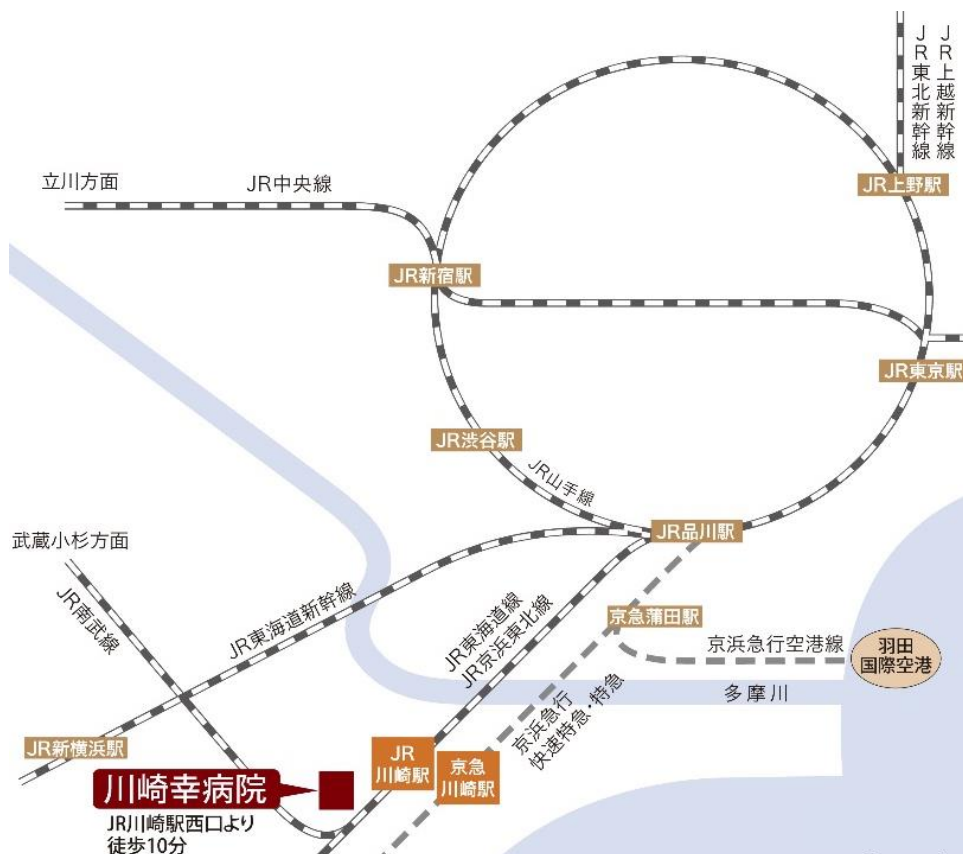 JR東北新幹線
JR上越新幹線
JR上野駅
立川方面
JR中央線
JR新宿駅
JR東京駅
JR渋谷駅
JR山手線
JR品川駅
武蔵小杉方面
JR南武線
JR東海道新幹線
JR東海道線
JR京浜東北線
京急蒲田駅
京浜急行空港線
羽田
国際空港
多摩川
京浜急行
快速特急・特急
JR新横浜駅
JR
川崎駅
京急
川崎駅
川崎幸病院
JR川崎駅西口より
徒歩10分